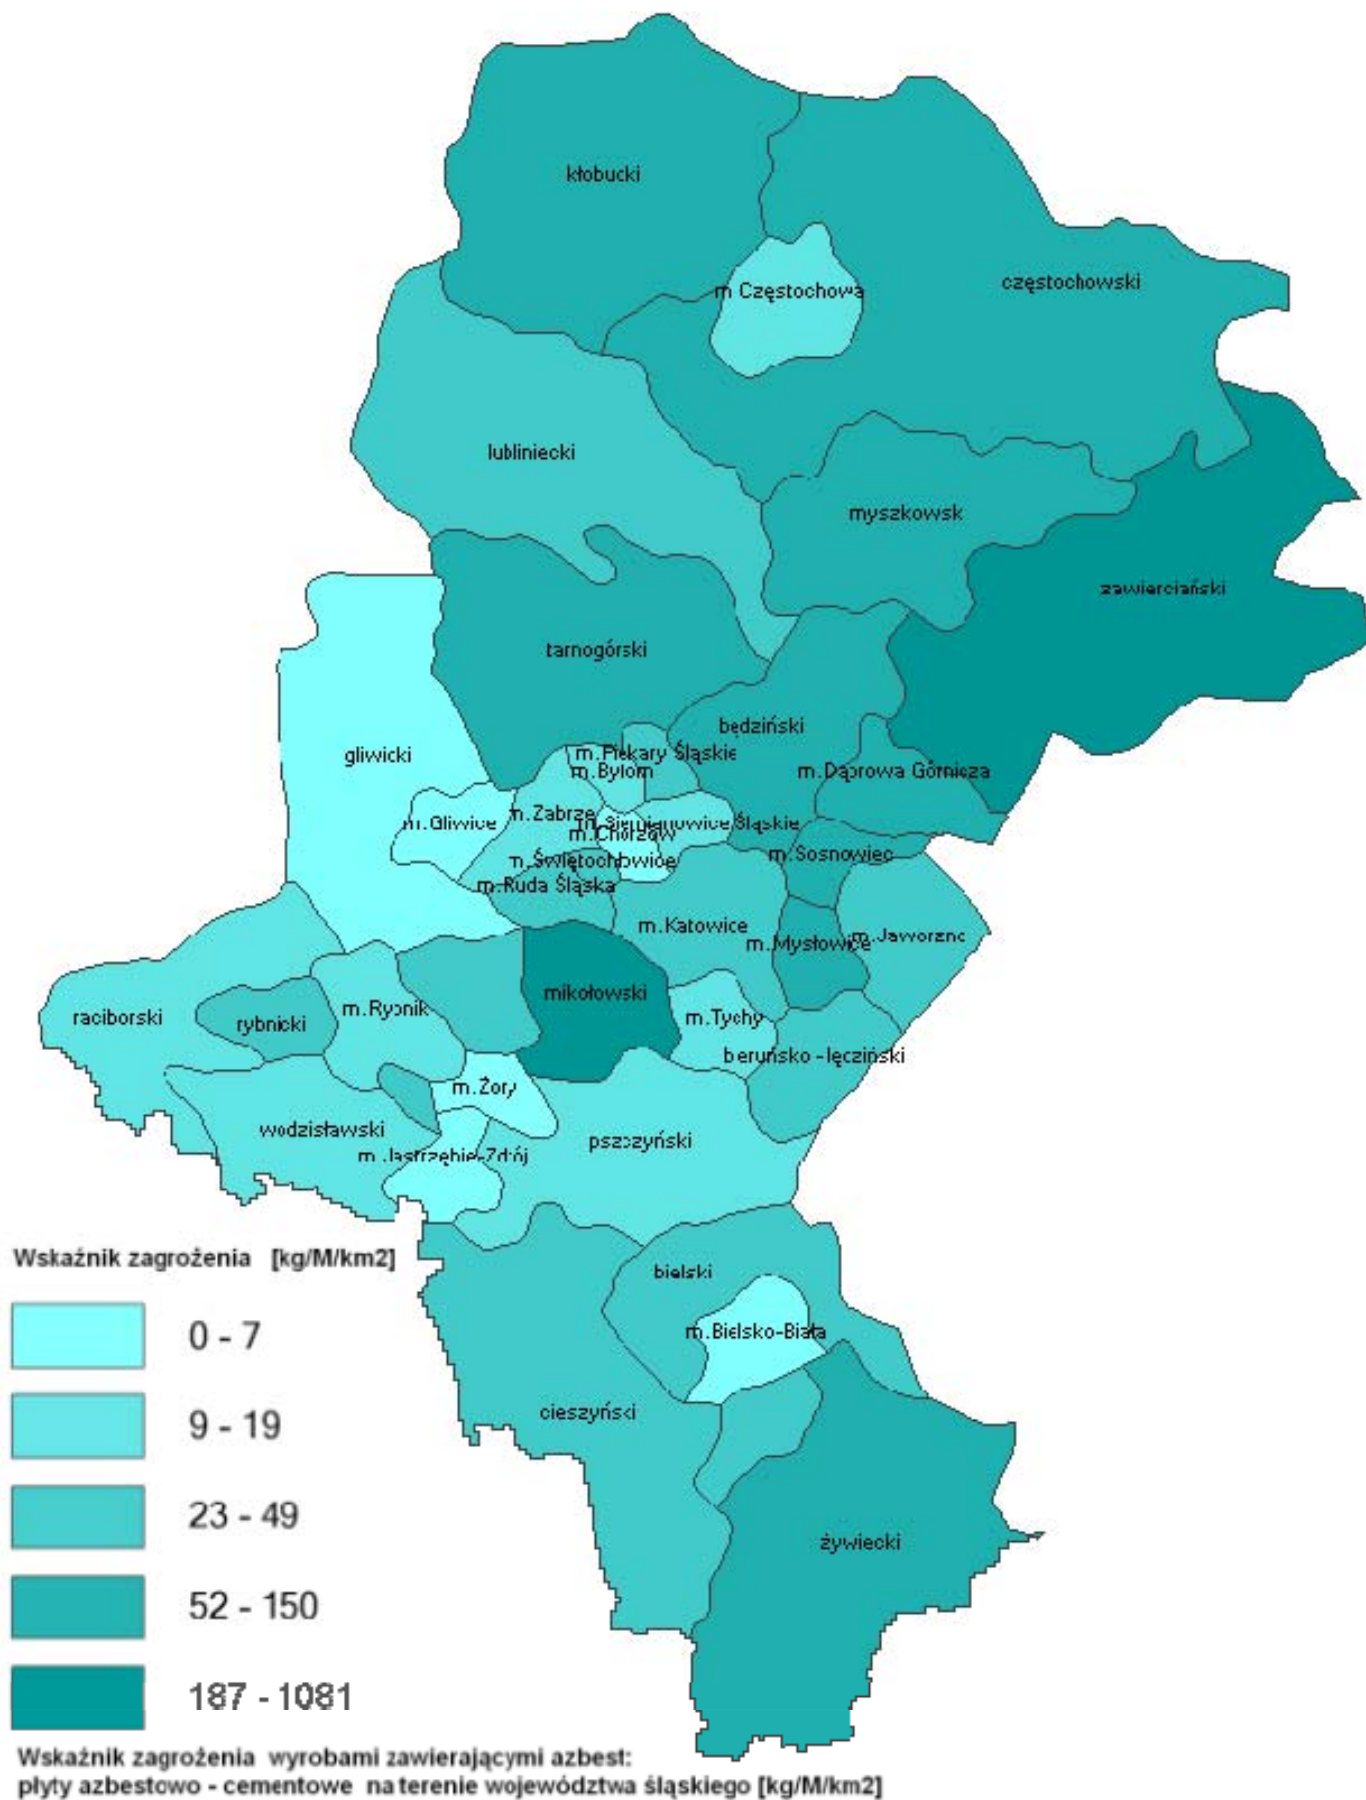 kłobucki
częstochowski
m Częstochowa
lubliniecki
myszkowsk
zawierciański
tarnogórski
będziński
gliwicki
m.Piekary Śląskie
m.Bytom
m.Dąbrowa Górnicza
m.Gliwice
m.Zabrze
m.Siemianowice Śląskie
m.Chorzów
m.Świętochłowice
m.Sosnowiec
m.Ruda Śląska
m.Katowice
m.Mysłowice
m.Jaworzno
mikołowski
raciborski
rybnicki
m.Rybnik
m.Tychy
beruńsko -lęcziński
m.Żory
wodzisławski
pszczyński
m.Jastrzębie-Zdrój
Wskaźnik zagrożenia [kg/M/km2]
bielski
0 - 7
m.Bielsko-Biała
9 - 19
cieszyński
23 - 49
żywiecki
52 - 150
187 - 1081
Wskaźnik zagrożenia wyrobami zawierającymi azbest:
płyty azbestowo - cementowe na terenie województwa śląskiego [kg/M/km2]